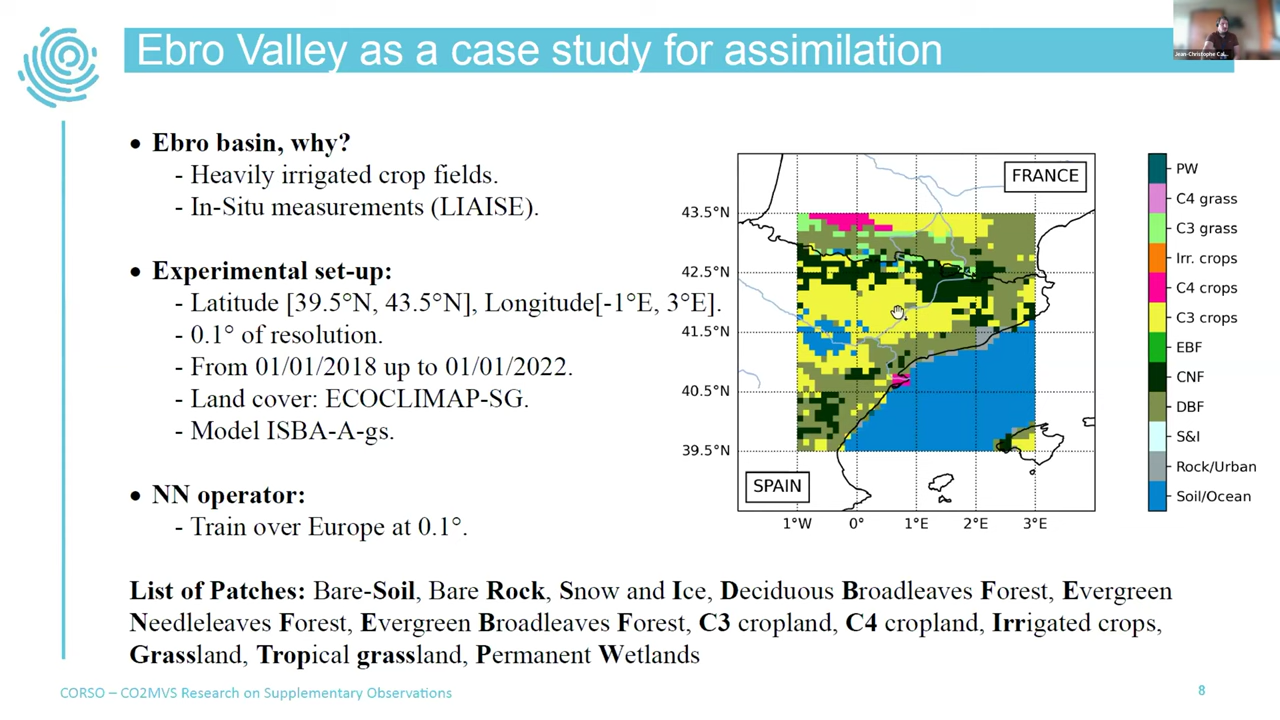 Ebro Valley as a case study for assimilation
Jean-Christophe Cal...
• Ebro basin, why?
- Heavily irrigated crop fields.
- In-Situ measurements (LIAISE).
• Experimental set-up:
- Latitude [39.5°N, 43.5°N], Longitude[-1°E, 3°E].
- 0.1° of resolution.
- From 01/01/2018 up to 01/01/2022.
- Land cover: ECOCLIMAP-SG.
- Model ISBA-A-gs.
• NN operator:
- Train over Europe at 0.1°.
FRANCE
SPAIN
43.5°N
42.5°N
41.5°N
40.5°N
39.5°N
1°W 0° 1°E 2°E 3°E
PW
C4 grass
C3 grass
Irr. crops
C4 crops
C3 crops
EBF
CNF
DBF
S&I
Rock/Urban
Soil/Ocean
List of Patches: Bare-Soil, Bare Rock, Snow and Ice, Deciduous Broadleaves Forest, Evergreen
Needleleaves Forest, Evergreen Broadleaves Forest, C3 cropland, C4 cropland, Irrigated crops,
Grassland, Tropical grassland, Permanent Wetlands
CORSO – CO2MVS Research on Supplementary Observations
8